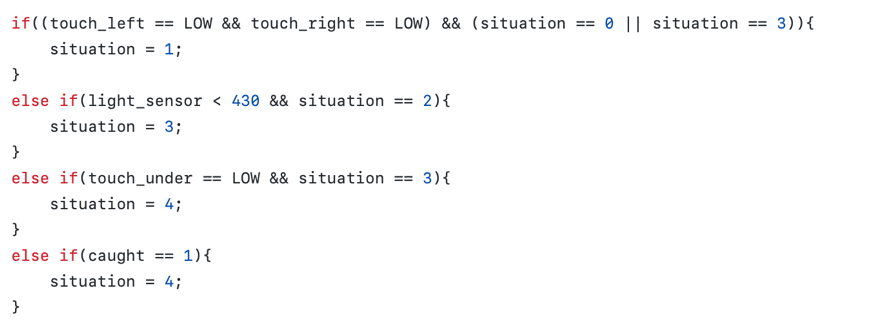 if((touch_left == LOW && touch_right == LOW) && (situation == 0 || situation == 3)){
    situation = 1;
}
else if(light_sensor < 430 && situation == 2){
    situation = 3;
}
else if(touch_under == LOW && situation == 3){
    situation = 4;
}
else if(caught == 1){
    situation = 4;
}